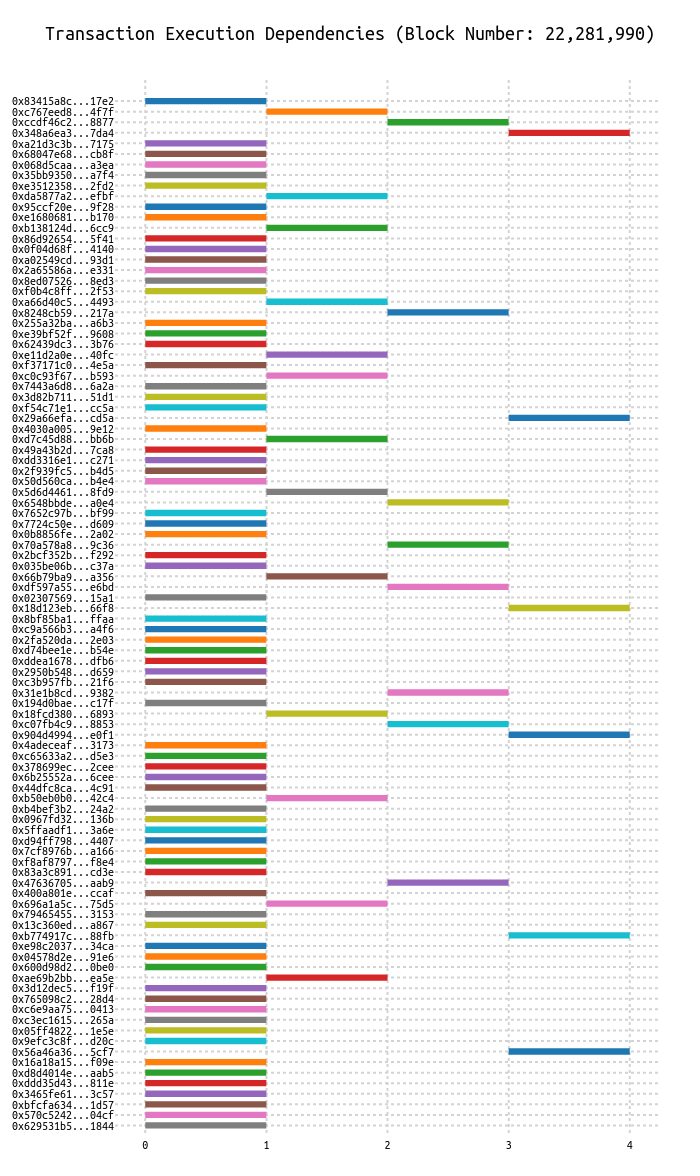 Transaction Execution Dependencies (Block Number: 22,281,990)
0x83415a8c...17e2
0xc767eed8...4f7f
0xccdf46c2...8877
0x348a6ea3...7da4
0xa21d3c3b...7175
0x68047e68...cb8f
0x068d5caa...a3ea
0x35bb9350...a7f4
0xe3512358...2fd2
0xda5877a2...efbf
0x95ccf20e...9f28
0xe1680681...b170
0xb138124d...6cc9
0x86d92654...5f41
0x0f04d68f...4140
0xa02549cd...93d1
0x2a65586a...e331
0x8ed07526...8ed3
0xf0b4c8ff...2f53
0xa66d40c5...4493
0x8248cb59...217a
0x255a32ba...a6b3
0xe39bf52f...9608
0x62439dc3...3b76
0xe11d2a0e...40fc
0xf37171c0...4e5a
0xc0c93f67...b593
0x7443a6d8...6a2a
0x3d82b711...51d1
0xf54c71e1...cc5a
0x29a66efa...cd5a
0x4030a005...9e12
0xd7c45d88...bb6b
0x49a43b2d...7ca8
0xdd3316e1...c271
0x2f939fc5...b4d5
0x50d560ca...b4e4
0x5d6d4461...8fd9
0x6548bbde...a0e4
0x7652c97b...bf99
0x7724c50e...d609
0x0b8856fe...2a02
0x70a578a8...9c36
0x2bcf352b...f292
0x035be06b...c37a
0x66b79ba9...a356
0xdf597a55...e6bd
0x02307569...15a1
0x18d123eb...66f8
0x8bf85ba1...ffaa
0xc9a566b3...a4f6
0x2fa520da...2e03
0xd74bee1e...b54e
0xddea1678...dfb6
0x2950b548...d659
0xc3b957fb...21f6
0x31e1b8cd...9382
0x194d0bae...c17f
0x18fcd380...6893
0xc07fb4c9...8853
0x904d4994...e0f1
0x4adeceaf...3173
0xc65633a2...d5e3
0x378699ec...2cee
0x6b25552a...6cee
0x44dfc8ca...4c91
0xb50eb0b0...42c4
0xb4bef3b2...24a2
0x0967fd32...136b
0x5ffaadf1...3a6e
0xd94ff798...4407
0x7cf8976b...a166
0xf8af8797...f8e4
0x83a3c891...cd3e
0x47636705...aab9
0x400a801e...ccaf
0x696a1a5c...75d5
0x79465455...3153
0x13c360ed...a867
0xb774917c...88fb
0xe98c2037...34ca
0x04578d2e...91e6
0x600d98d2...0be0
0xae69b2bb...ea5e
0x3d12dec5...f19f
0x765098c2...28d4
0xc6e9aa75...0413
0xc3ec1615...265a
0x05ff4822...1e5e
0x9efc3c8f...d20c
0x56a46a36...5cf7
0x16a18a15...f09e
0xd8d4014e...aab5
0xddd35d43...811e
0x3465fe61...3c57
0xbfcfa634...1d57
0x570c5242...04cf
0x629531b5...1844
0 1 2 3 4